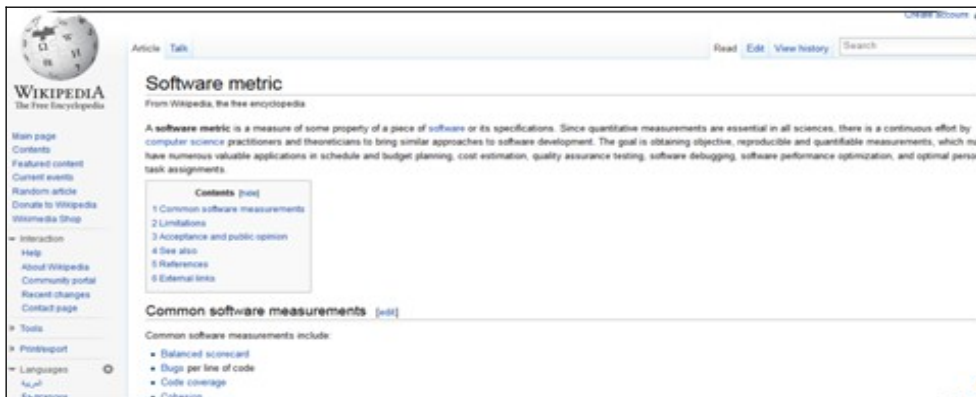 Create account
Article Talk
Read Edit View history Search
WIKIPEDIA
The Free Encyclopedia
Software metric
From Wikipedia, the free encyclopedia
A software metric is a measure of some property of a piece of software or its specifications. Since quantitative measurements are essential in all sciences, there is a continuous effort by
computer science practitioners and theoreticians to bring similar approaches to software development. The goal is obtaining objective, reproducible and quantifiable measurements, which
have numerous valuable applications in schedule and budget planning, cost estimation, quality assurance testing, software debugging, software performance optimization, and optimal
task assignments.
Main page
Contents
Featured content
Current events
Random article
Donate to Wikipedia
Wikimedia Shop
Interaction
Help
About Wikipedia
Community portal
Recent changes
Contact page
Tools
Print/export
Languages
العربية
Contents [hide]
1 Common software measurements
2 Limitations
3 Acceptance and public opinion
4 See also
5 References
6 External links
Common software measurements [edit]
Common software measurements include:
Balanced scorecard
Bugs per line of code
Code coverage
Cohesion